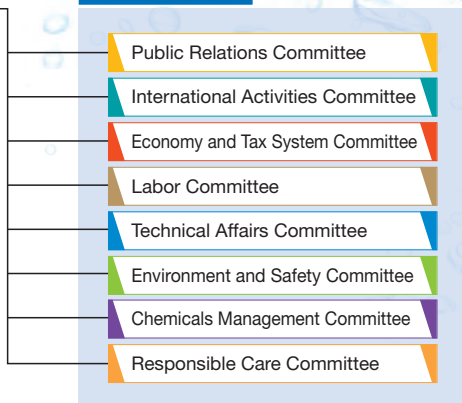 Public Relations Committee
International Activities Committee
Economy and Tax System Committee
Labor Committee
Technical Affairs Committee
Environment and Safety Committee
Chemicals Management Committee
Responsible Care Committee